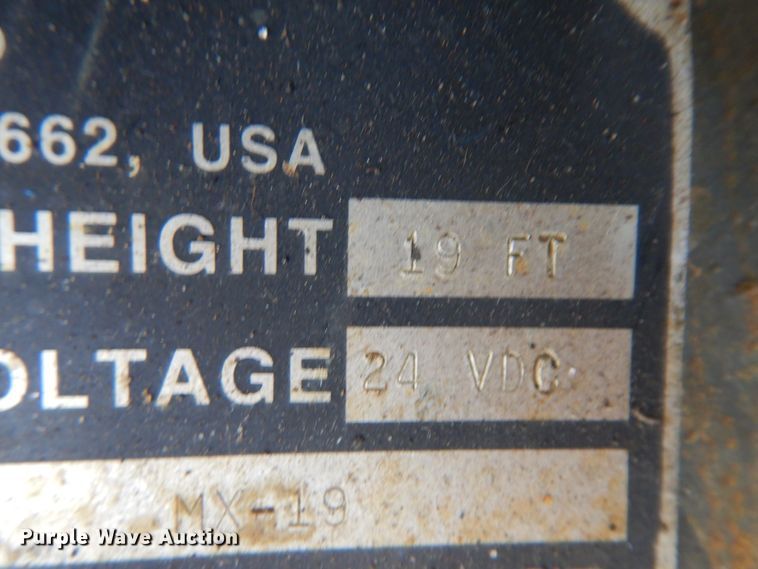 662, USA
HEIGHT 19 FT
OLTAGE 24 VDC
MX-19
Purple Wave Auction